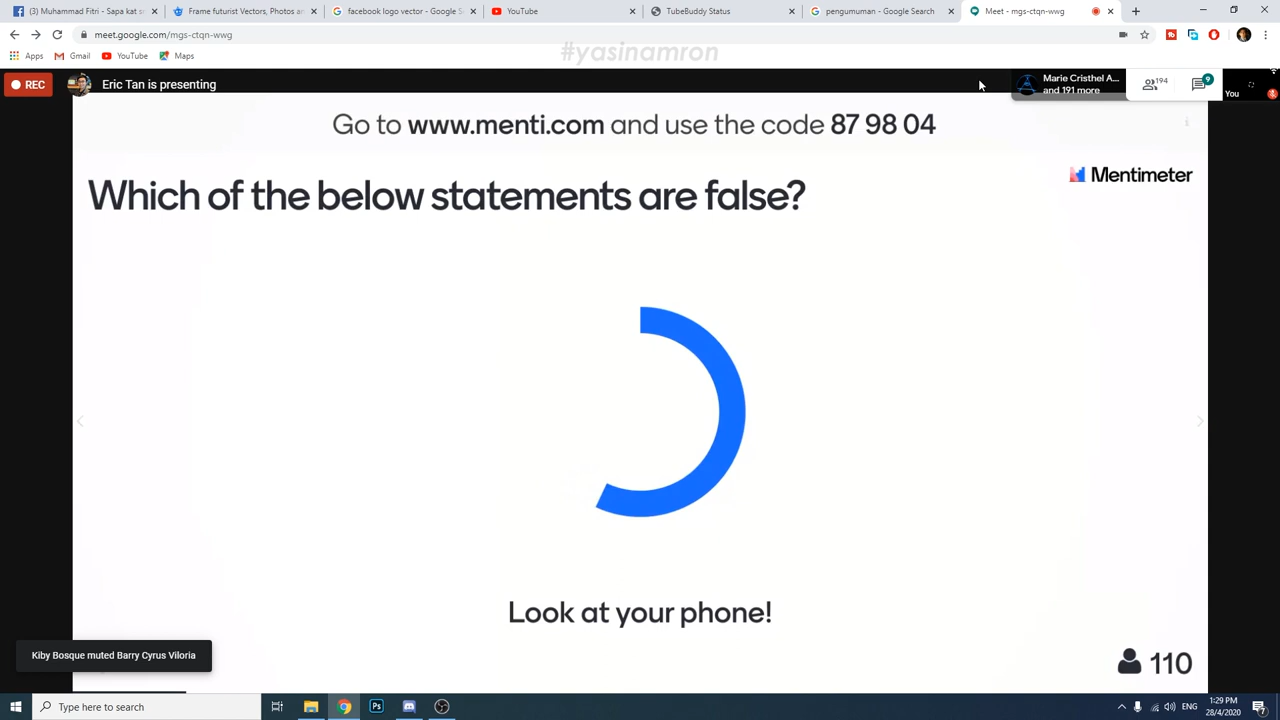 (3) Muhammad Fitri - Sapa kat s
Frame futurist Vectors, Photos an
facebook logo vector - Google S
YouTube
TubeBuddy Status
pengumuman - Google Search
Meet - mgs-ctqn-wwg
meet.google.com/mgs-ctqn-wwg
Apps
Gmail
YouTube
Maps
#yasinamron
REC
Eric Tan is presenting
Marie Cristhel A...
and 191 more
194
9
You
Go to www.menti.com and use the code 87 98 04
Mentimeter
Which of the below statements are false?
Look at your phone!
Kiby Bosque muted Barry Cyrus Viloria
110
Type here to search
Ps
ENG
1:29 PM
28/4/2020
7